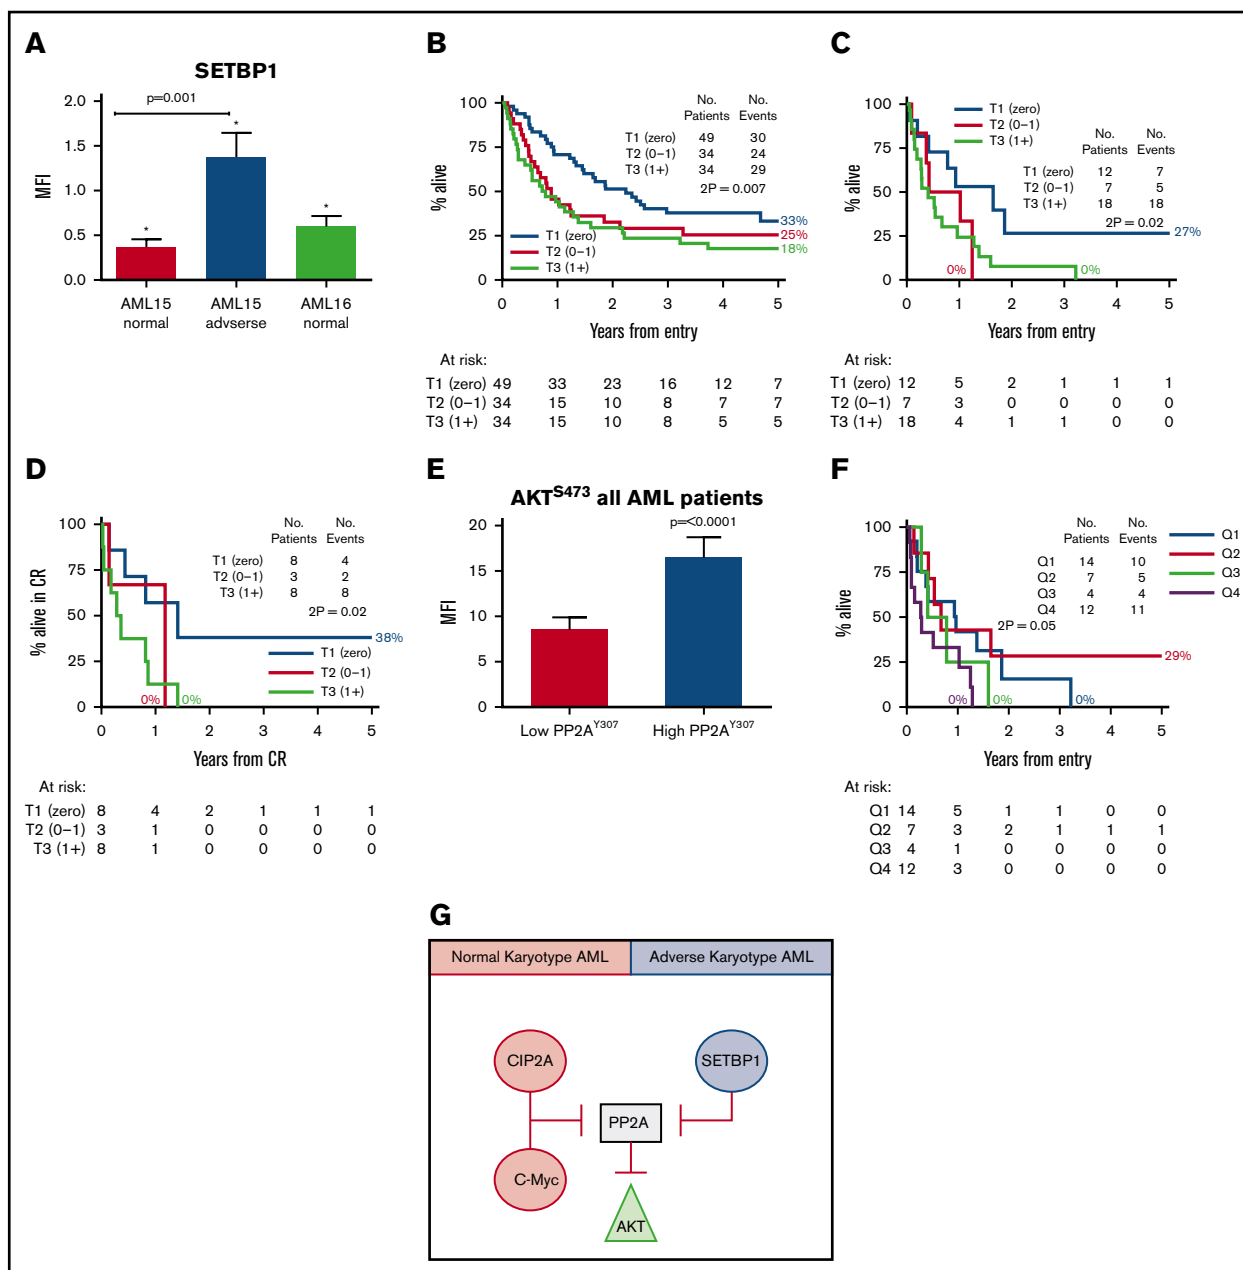 A
SETBP1
p=0.001
2.0
1.5
1.0
0.5
0.0
MFI
*
*
*
AML15 normal
AML15 advserse
AML16 normal
B
100
75
50
25
0
% alive
No. Patients
No. Events
T1 (zero) 49 30
T2 (0–1) 34 24
T3 (1+) 34 29
2P = 0.007
T1 (zero)
T2 (0–1)
T3 (1+)
33%
25%
18%
0 1 2 3 4 5
Years from entry
At risk:
T1 (zero) 49 33 23 16 12 7
T2 (0–1) 34 15 10 8 7 7
T3 (1+) 34 15 10 8 5 5
C
100
75
50
25
0
% alive
T1 (zero)
T2 (0–1)
T3 (1+)
No. Patients
No. Events
T1 (zero) 12 7
T2 (0–1) 7 5
T3 (1+) 18 18
2P = 0.02
27%
0%
0%
0 1 2 3 4 5
Years from entry
At risk:
T1 (zero) 12 5 2 1 1 1
T2 (0–1) 7 3 0 0 0 0
T3 (1+) 18 4 1 1 0 0
D
100
75
50
25
0
% alive in CR
No. Patients
No. Events
T1 (zero) 8 4
T2 (0–1) 3 2
T3 (1+) 8 8
2P = 0.02
38%
T1 (zero)
T2 (0–1)
T3 (1+)
0%
0%
0 1 2 3 4 5
Years from CR
At risk:
T1 (zero) 8 4 2 1 1 1
T2 (0–1) 3 1 0 0 0 0
T3 (1+) 8 1 0 0 0 0
E
AKTS473 all AML patients
p=<0.0001
20
15
10
5
0
MFI
Low PP2AY307
High PP2AY307
F
100
75
50
25
0
% alive
No. Patients
No. Events
Q1 14 10
Q2 7 5
Q3 4 4
Q4 12 11
2P = 0.05
Q1
Q2
Q3
Q4
29%
0%
0%
0%
0 1 2 3 4 5
Years from entry
At risk:
Q1 14 5 1 1 0 0
Q2 7 3 2 1 1 1
Q3 4 1 0 0 0 0
Q4 12 3 0 0 0 0
G
Normal Karyotype AML
Adverse Karyotype AML
CIP2A
SETBP1
PP2A
C-Myc
AKT